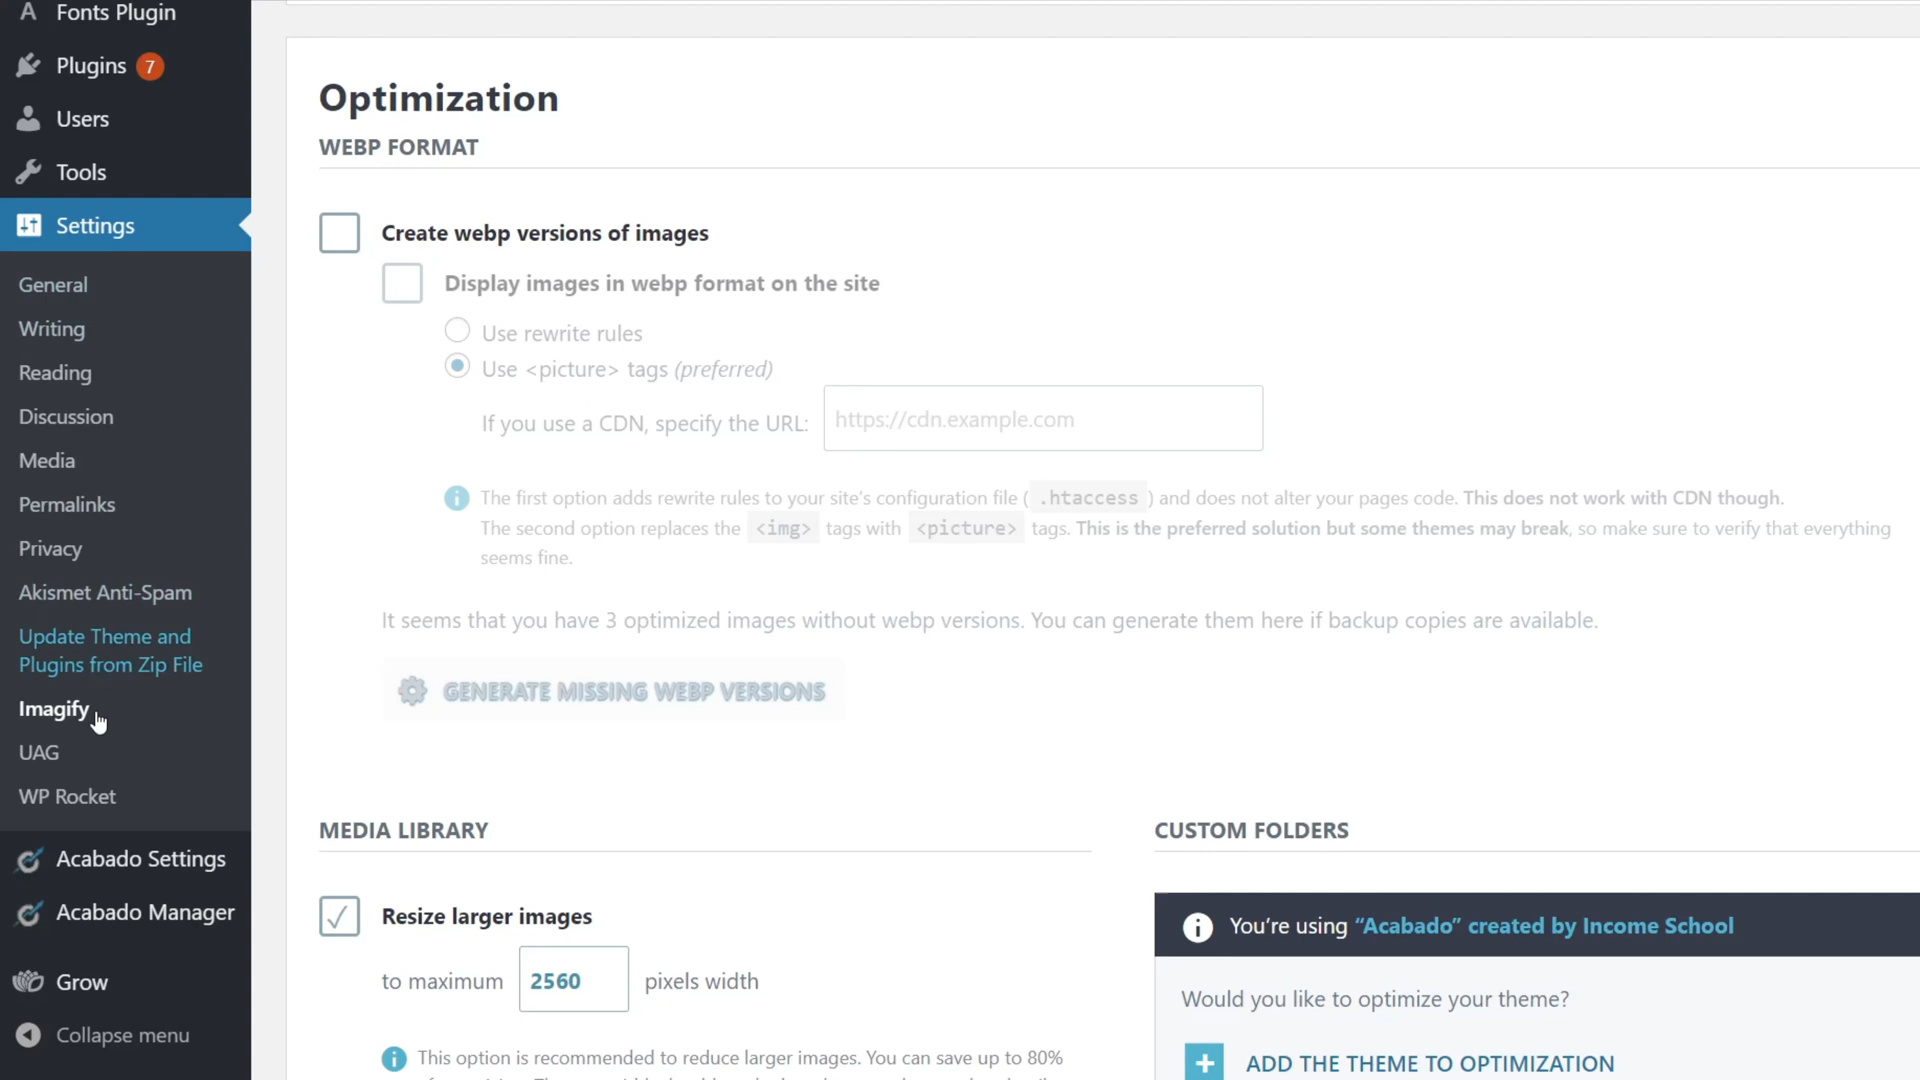 Fonts Plugin
Plugins 7
Users
Tools
Settings
General
Writing
Reading
Discussion
Media
Permalinks
Privacy
Akismet Anti-Spam
Update Theme and
Plugins from Zip File
Imagify
UAG
WP Rocket
Acabado Settings
Acabado Manager
Grow
Collapse menu
Optimization
WEBP FORMAT
Create webp versions of images
Display images in webp format on the site
Use rewrite rules
Use <picture> tags (preferred)
If you use a CDN, specify the URL: https://cdn.example.com
The first option adds rewrite rules to your site's configuration file ( .htaccess ) and does not alter your pages code. This does not work with CDN though.
The second option replaces the <img> tags with <picture> tags. This is the preferred solution but some themes may break, so make sure to verify that everything
seems fine.
It seems that you have 3 optimized images without webp versions. You can generate them here if backup copies are available.
GENERATE MISSING WEBP VERSIONS
MEDIA LIBRARY
Resize larger images
to maximum 2560 pixels width
This option is recommended to reduce larger images. You can save up to 80%
CUSTOM FOLDERS
You're using “Acabado” created by Income School
Would you like to optimize your theme?
ADD THE THEME TO OPTIMIZATION